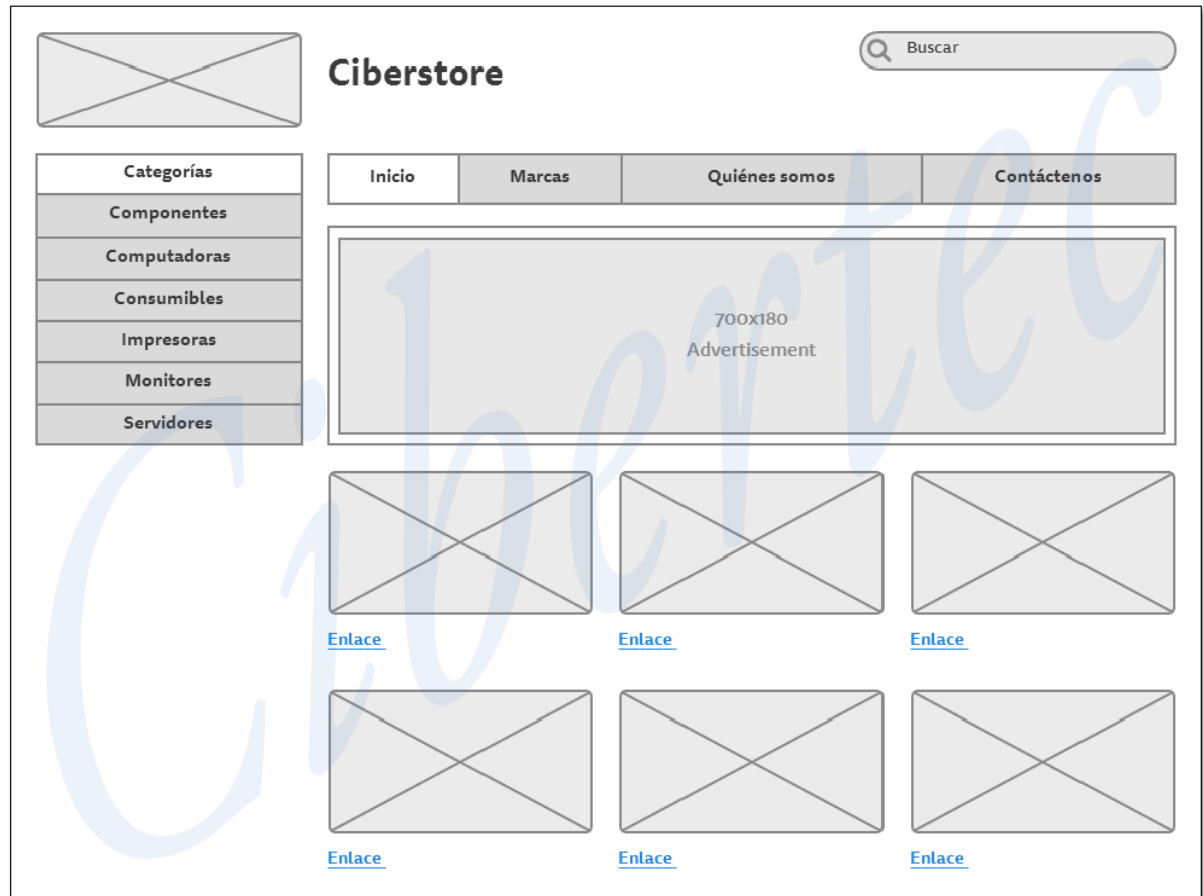 Ciberstore
Buscar
Categorías
Componentes
Computadoras
Consumibles
Impresoras
Monitores
Servidores
Inicio
Marcas
Quiénes somos
Contáctenos
700x180
Advertisement
Enlace
Enlace
Enlace
Enlace
Enlace
Enlace
Cibertec